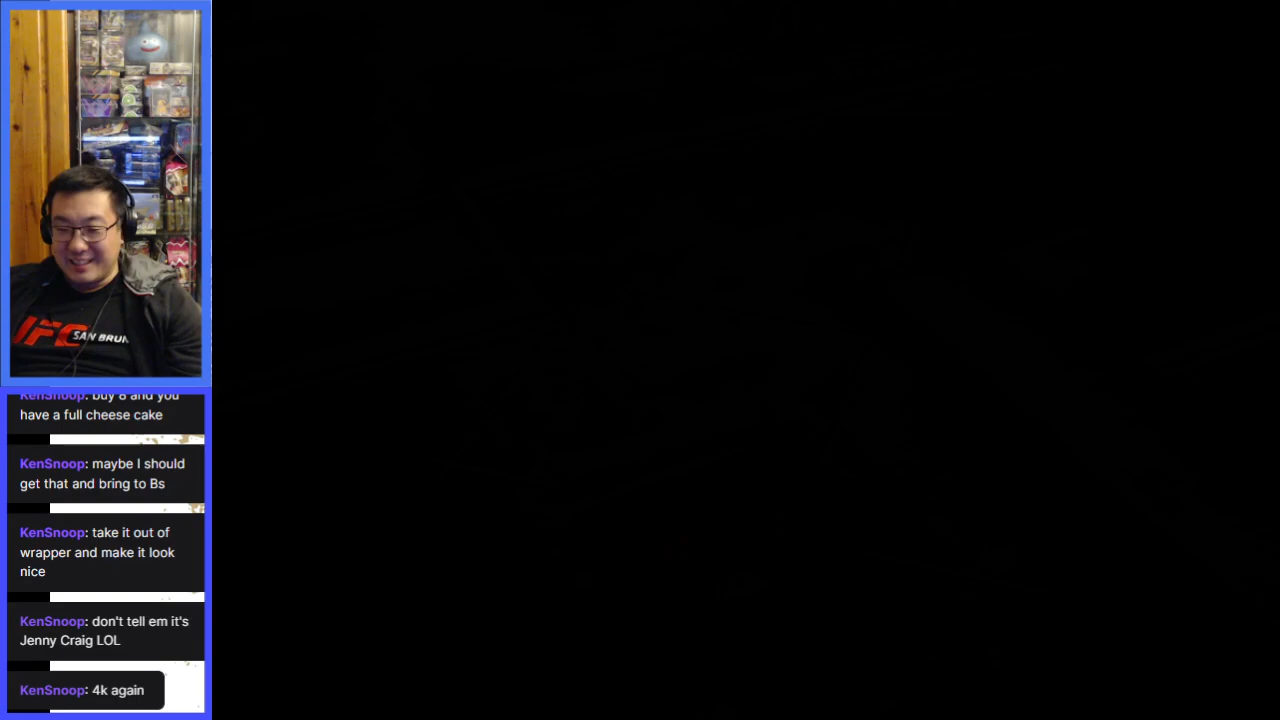 UFC SAN BRUN
KenSnoop: buy 8 and you
have a full cheese cake
KenSnoop: maybe I should
get that and bring to Bs
KenSnoop: take it out of
wrapper and make it look
nice
KenSnoop: don't tell em it's
Jenny Craig LOL
KenSnoop: 4k again